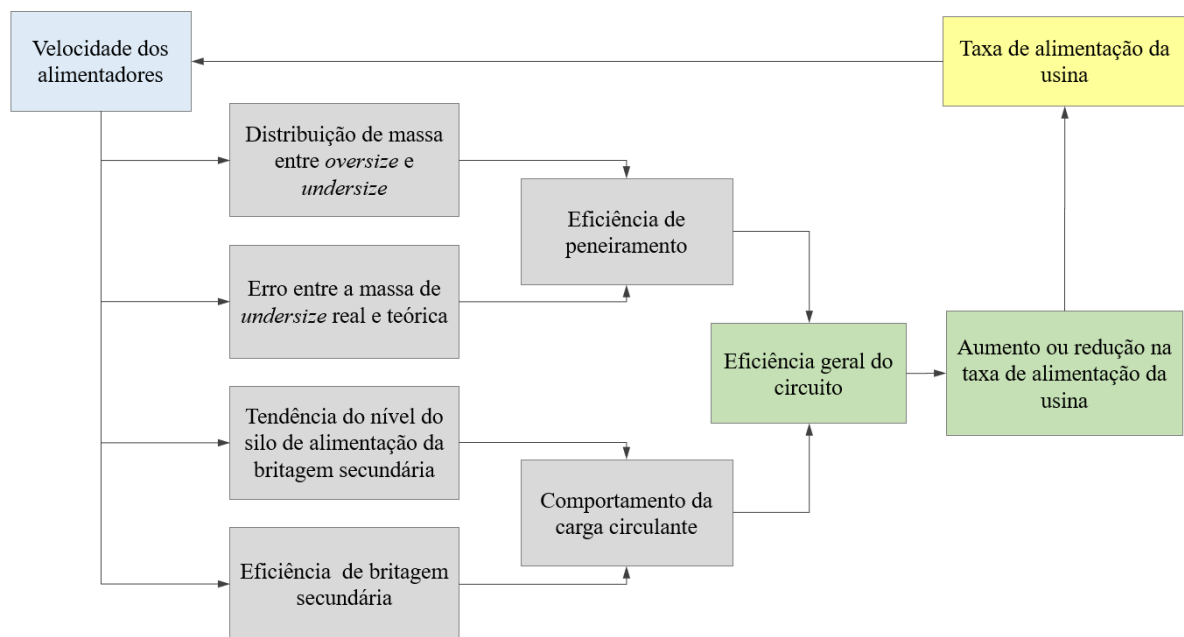 Velocidade dos
alimentadores
Taxa de alimentação da
usina
Distribuição de massa
entre oversize e
undersize
Eficiência de
peneiramento
Erro entre a massa de
undersize real e teórica
Eficiência geral do
circuito
Aumento ou redução na
taxa de alimentação da
usina
Tendência do nível do
silo de alimentação da
britagem secundária
Comportamento da
carga circulante
Eficiência de britagem
secundária